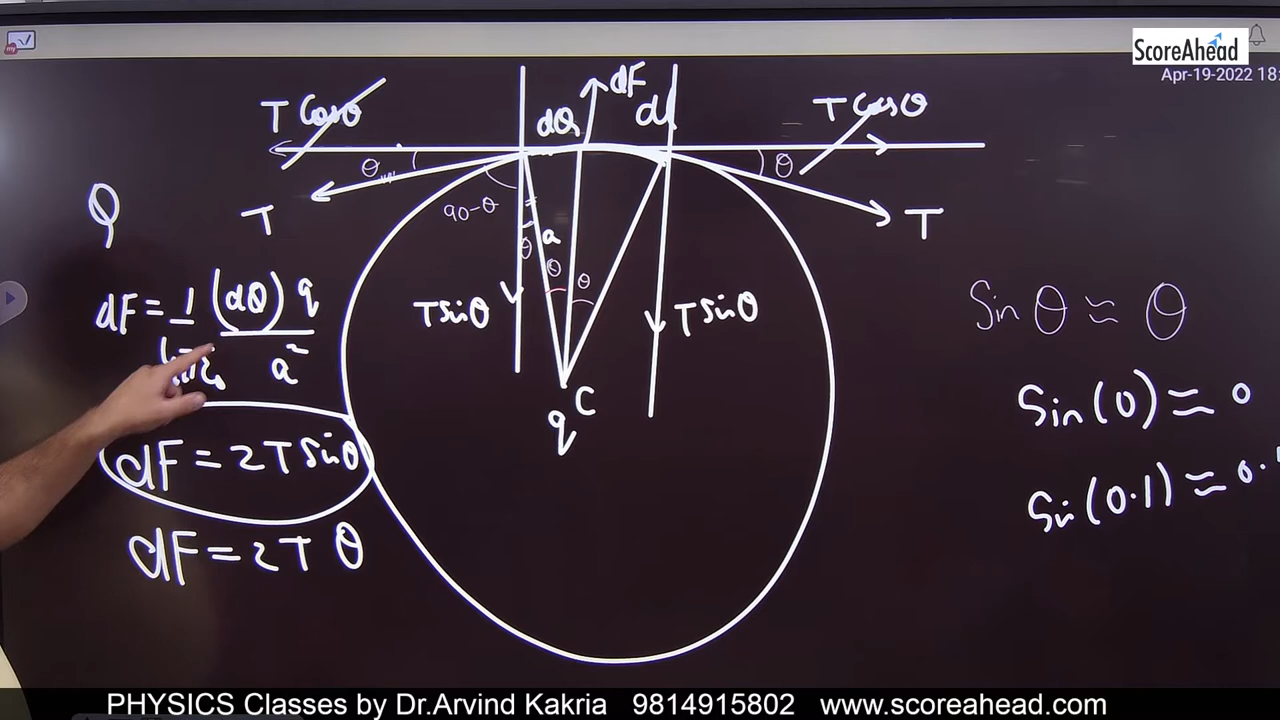 ScoreAhead
Apr-19-2022 18:
T Cosθ
dQ
dF
dl
T Cosθ
θ
θ
Q
T
90-θ
T
θ
a
θ
θ
dF = 1 (dQ) q
4πε₀ a²
T sinθ
T sinθ
Sin θ ≈ θ
C
q
Sin(0) ≈ 0
dF = 2T sinθ
Sin(0.1) ≈ 0.
dF = 2T θ
PHYSICS Classes by Dr.Arvind Kakria 9814915802 www.scoreahead.com